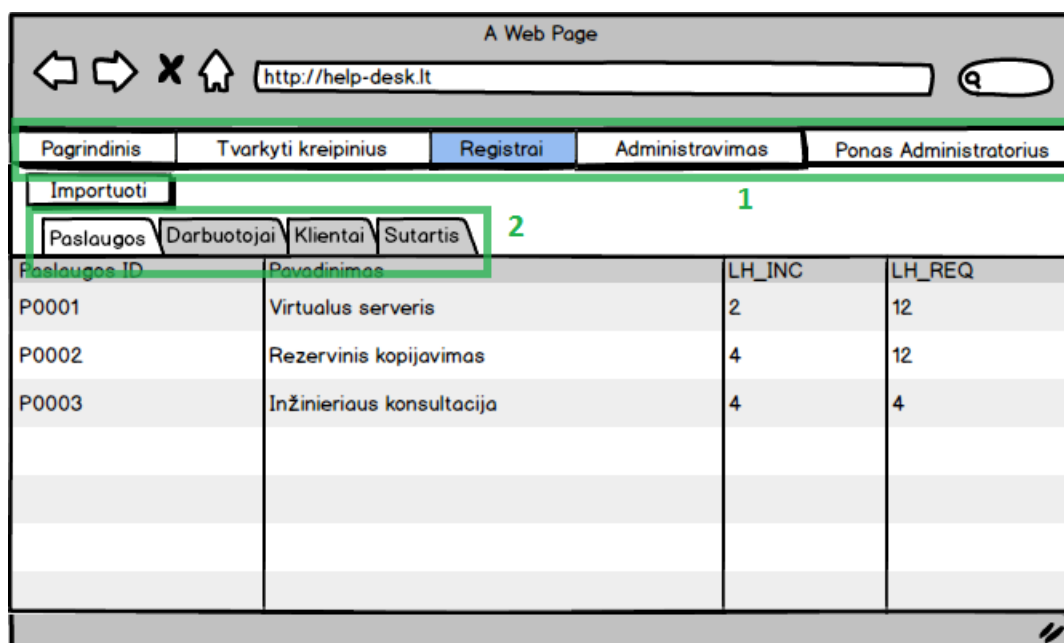 A Web Page
http://help-desk.lt
Pagrindinis Tvarkyti kreipinius Registrai Administravimas Ponas Administratorius
Importuoti
1
Paslaugos Darbuotojai Klientai Sutartis 2
Paslaugos ID Pavadinimas LH_INC LH_REQ
P0001 Virtualus serveris 2 12
P0002 Rezervinis kopijavimas 4 12
P0003 Inžinieriaus konsultacija 4 4